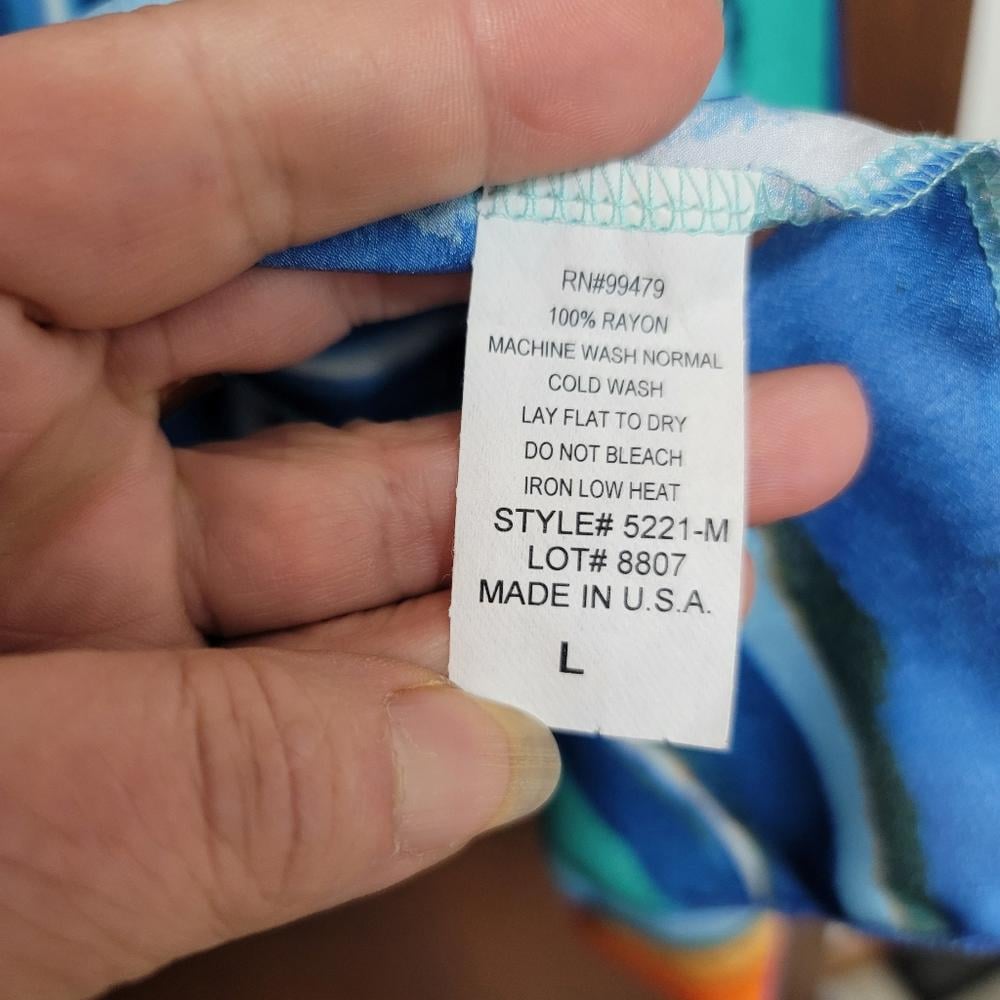 RN#99479
100% RAYON
MACHINE WASH NORMAL
COLD WASH
LAY FLAT TO DRY
DO NOT BLEACH
IRON LOW HEAT
STYLE# 5221-M
LOT# 8807
MADE IN U.S.A.
L